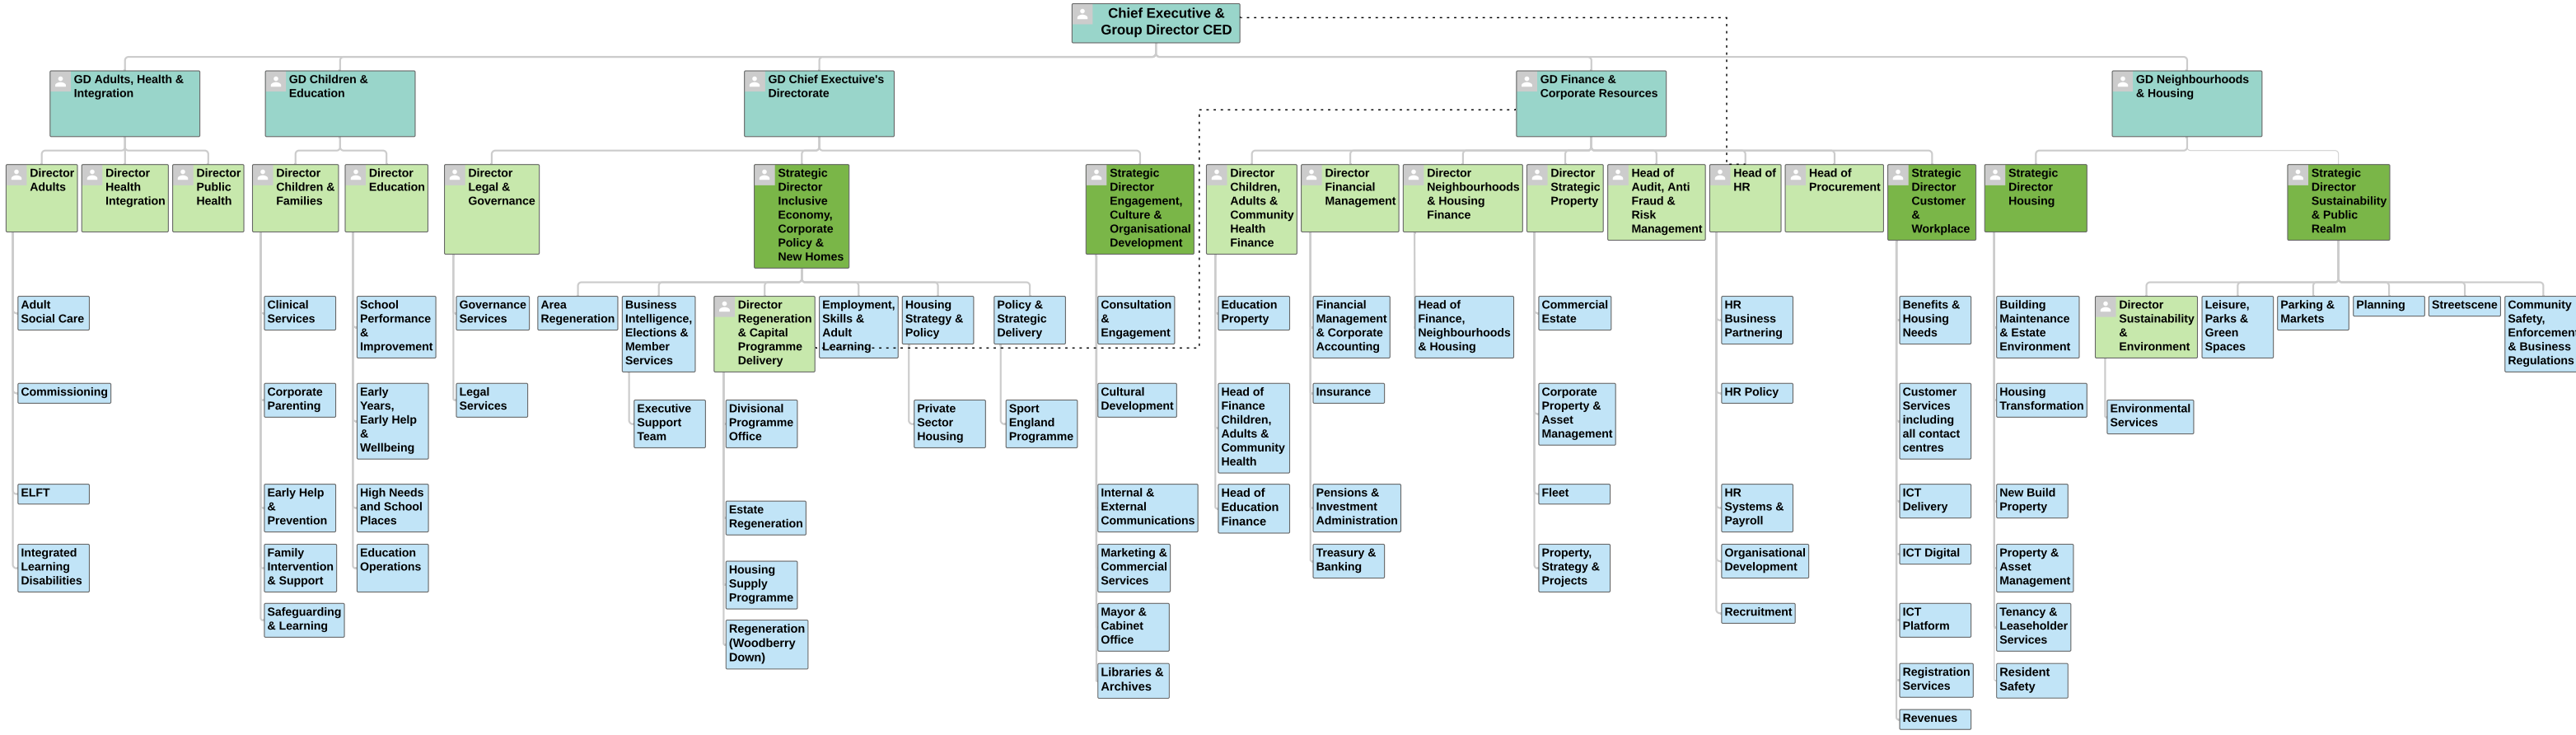 Chief Executive &
Group Director CED
GD Adults, Health &
Integration
GD Children &
Education
GD Chief Exectuive's
Directorate
GD Finance &
Corporate Resources
GD Neighbourhoods
& Housing
Director
Adults
Director
Health
Integration
Director
Public
Health
Director
Children &
Families
Director
Education
Director
Legal &
Governance
Strategic
Director
Inclusive
Economy,
Corporate
Policy &
New Homes
Strategic
Director
Engagement,
Culture &
Organisational
Development
Director
Children,
Adults &
Community
Health
Finance
Director
Financial
Management
Director
Neighbourhoods
& Housing
Finance
Director
Strategic
Property
Head of
Audit, Anti
Fraud &
Risk
Management
Head of
HR
Head of
Procurement
Strategic
Director
Customer
&
Workplace
Strategic
Director
Housing
Strategic
Director
Sustainability
& Public
Realm
Adult
Social Care
Commissioning
ELFT
Integrated
Learning
Disabilities
Clinical
Services
Corporate
Parenting
Early Help
&
Prevention
Family
Intervention
& Support
Safeguarding
& Learning
School
Performance
&
Improvement
Early
Years,
Early Help
&
Wellbeing
High Needs
and School
Places
Education
Operations
Governance
Services
Legal
Services
Area
Regeneration
Business
Intelligence,
Elections &
Member
Services
Executive
Support
Team
Director
Regeneration
& Capital
Programme
Delivery
Divisional
Programme
Office
Estate
Regeneration
Housing
Supply
Programme
Regeneration
(Woodberry
Down)
Employment,
Skills &
Adult
Learning
Housing
Strategy &
Policy
Private
Sector
Housing
Policy &
Strategic
Delivery
Sport
England
Programme
Consultation
&
Engagement
Cultural
Development
Internal &
External
Communications
Marketing &
Commercial
Services
Mayor &
Cabinet
Office
Libraries &
Archives
Education
Property
Head of
Finance
Children,
Adults &
Community
Health
Head of
Education
Finance
Financial
Management
& Corporate
Accounting
Insurance
Pensions &
Investment
Administration
Treasury &
Banking
Head of
Finance,
Neighbourhoods
& Housing
Commercial
Estate
Corporate
Property &
Asset
Management
Fleet
Property,
Strategy &
Projects
HR
Business
Partnering
HR Policy
HR
Systems &
Payroll
Organisational
Development
Recruitment
Benefits &
Housing
Needs
Customer
Services
including
all contact
centres
ICT
Delivery
ICT Digital
ICT
Platform
Registration
Services
Revenues
Building
Maintenance
& Estate
Environment
Housing
Transformation
New Build
Property
Property &
Asset
Management
Tenancy &
Leaseholder
Services
Resident
Safety
Director
Sustainability
&
Environment
Environmental
Services
Leisure,
Parks &
Green
Spaces
Parking &
Markets
Planning
Streetscene
Community
Safety,
Enforcement
& Business
Regulations